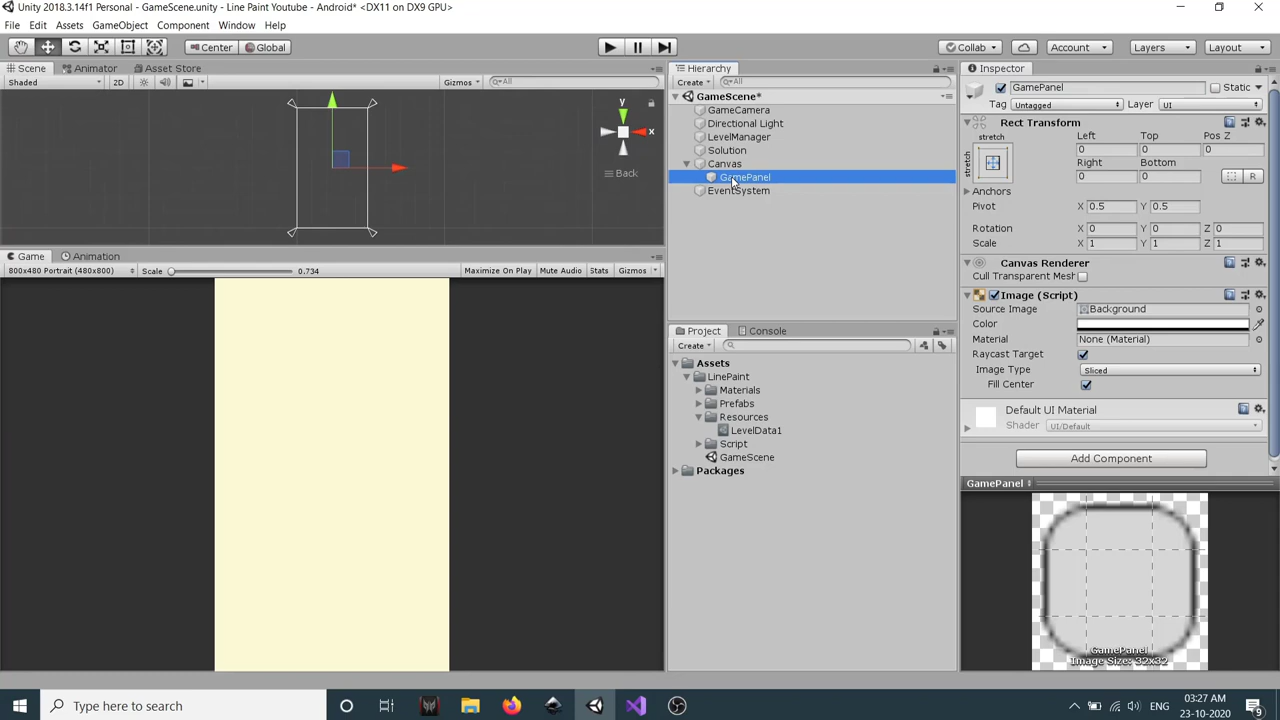 Unity 2018.3.14f1 Personal - GameScene.unity - Line Paint Youtube - Android* <DX11 on DX9 GPU>
File Edit Assets GameObject Component Window Help
Center Global Collab Account Layers Layout
Scene Animator Asset Store
Shaded 2D Gizmos All
y
x
Back
Game Animation
800x480 Portrait (480x800) Scale 0.734 Maximize On Play Mute Audio Stats Gizmos
Hierarchy
Create All
GameScene*
GameCamera
Directional Light
LevelManager
Solution
Canvas
GamePanel
EventSystem
Project Console
Create
Assets
LinePaint
Materials
Prefabs
Resources
LevelData1
Script
GameScene
Packages
Inspector
GamePanel Static
Tag Untagged Layer UI
Rect Transform
stretch Left Top Pos Z
stretch 0 0 0
Right Bottom
0 0 R
Anchors
Pivot X 0.5 Y 0.5
Rotation X 0 Y 0 Z 0
Scale X 1 Y 1 Z 1
Canvas Renderer
Cull Transparent Mesh
Image (Script)
Source Image Background
Color
Material None (Material)
Raycast Target
Image Type Sliced
Fill Center
Default UI Material
Shader UI/Default
Add Component
GamePanel
GamePanel
Image Size: 32x32
Type here to search
ENG
03:27 AM
23-10-2020
9